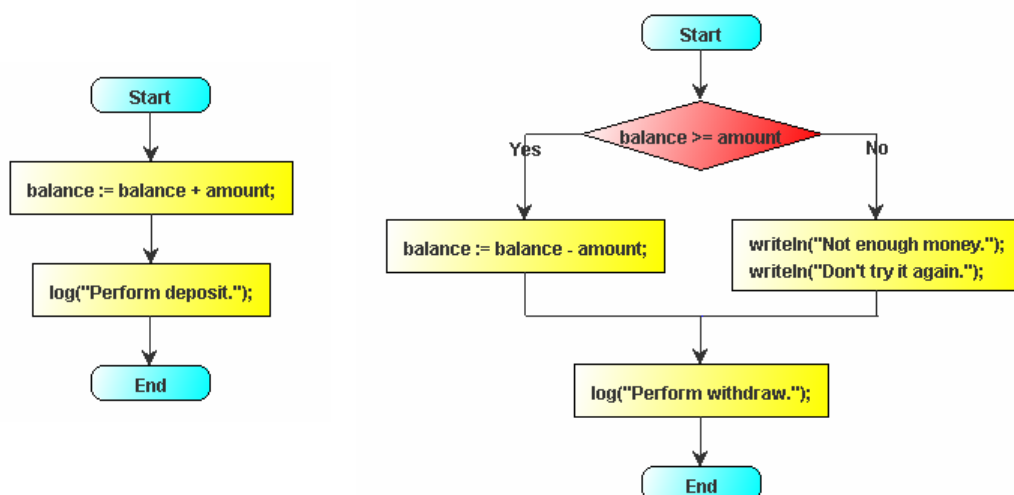 Start
balance := balance + amount;
log("Perform deposit.");
End
Start
balance >= amount
Yes
No
balance := balance - amount;
writeln("Not enough money.");
writeln("Don't try it again.");
log("Perform withdraw.");
End